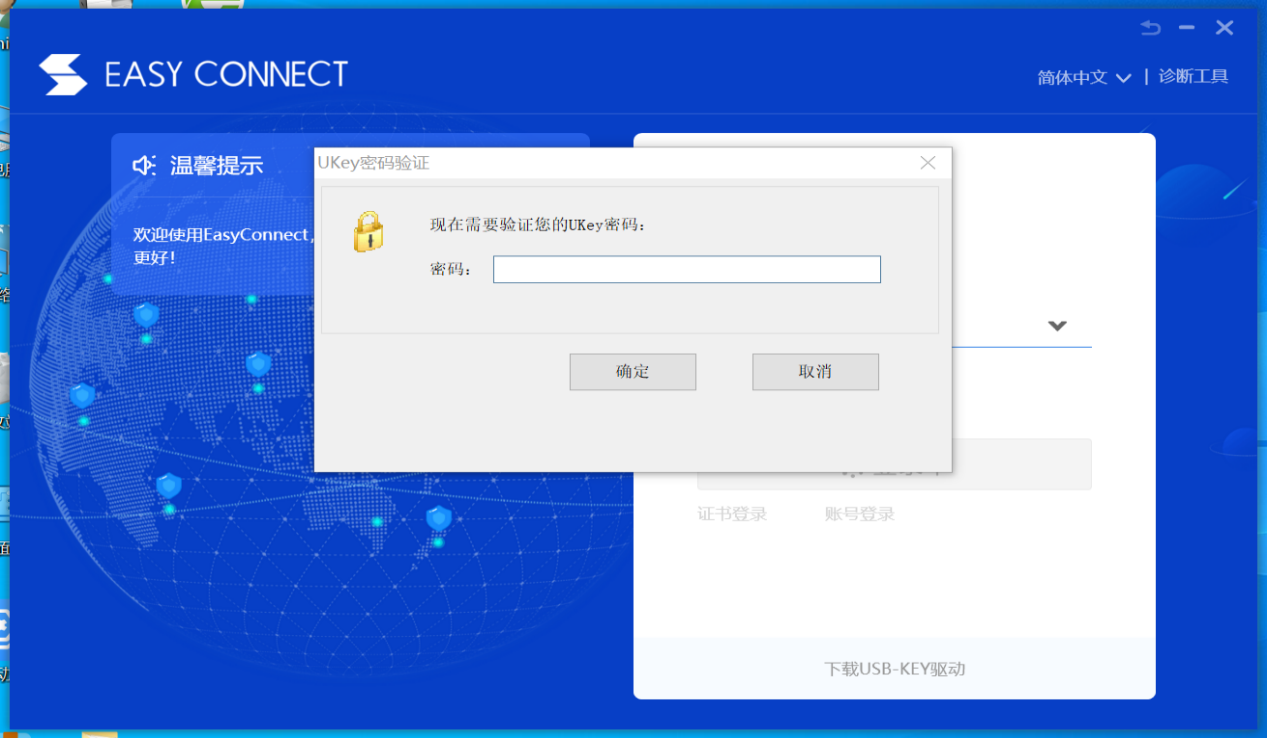 EASY CONNECT
简体中文 | 诊断工具
温馨提示
欢迎使用EasyConnect,
更好!
UKey密码验证
现在需要验证您的UKey密码:
密码:
确定
取消
证书登录
账号登录
下载USB-KEY驱动